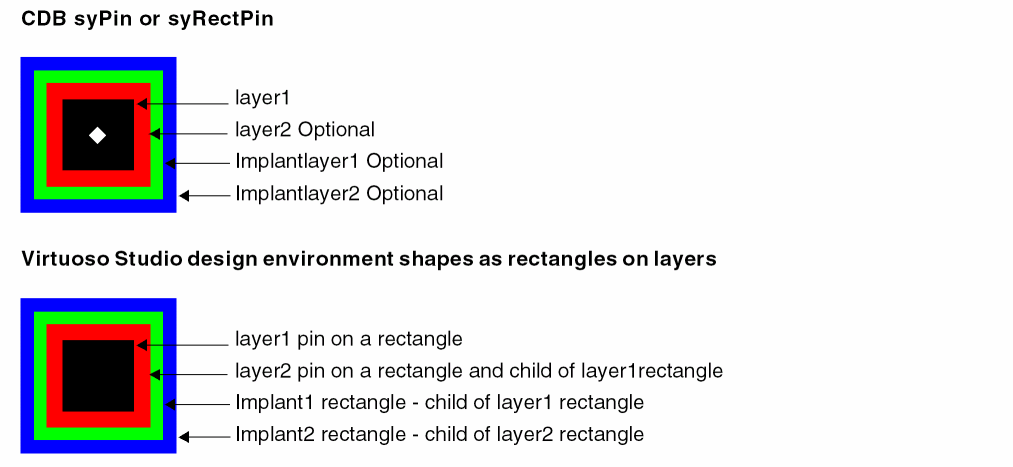 CDB syPin or syRectPin
layer1
layer2 Optional
Implantlayer1 Optional
Implantlayer2 Optional
Virtuoso Studio design environment shapes as rectangles on layers
layer1 pin on a rectangle
layer2 pin on a rectangle and child of layer1rectangle
Implant1 rectangle - child of layer1 rectangle
Implant2 rectangle - child of layer2 rectangle